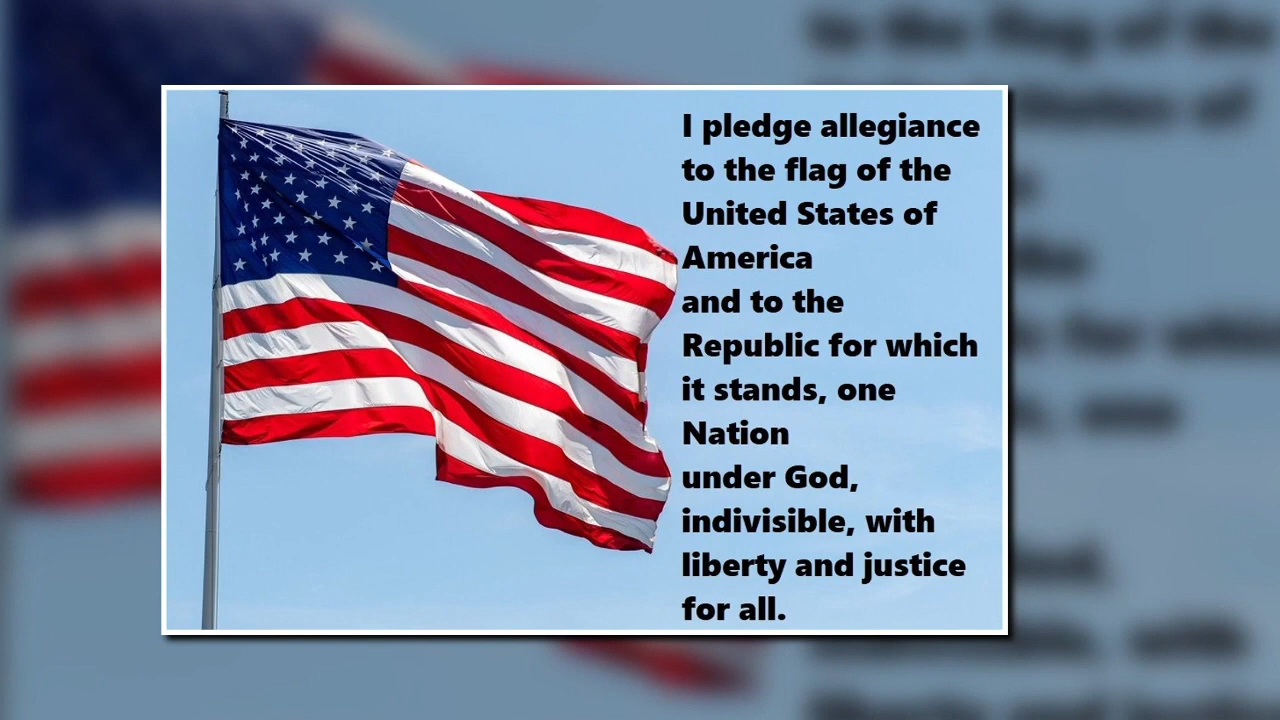 I pledge allegiance
to the flag of the
United States of
America
and to the
Republic for which
it stands, one
Nation
under God,
indivisible, with
liberty and justice
for all.